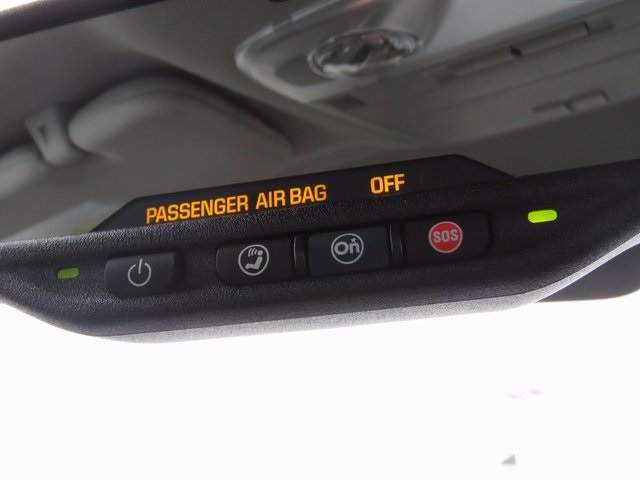 PASSENGER AIR BAG OFF
On
SOS